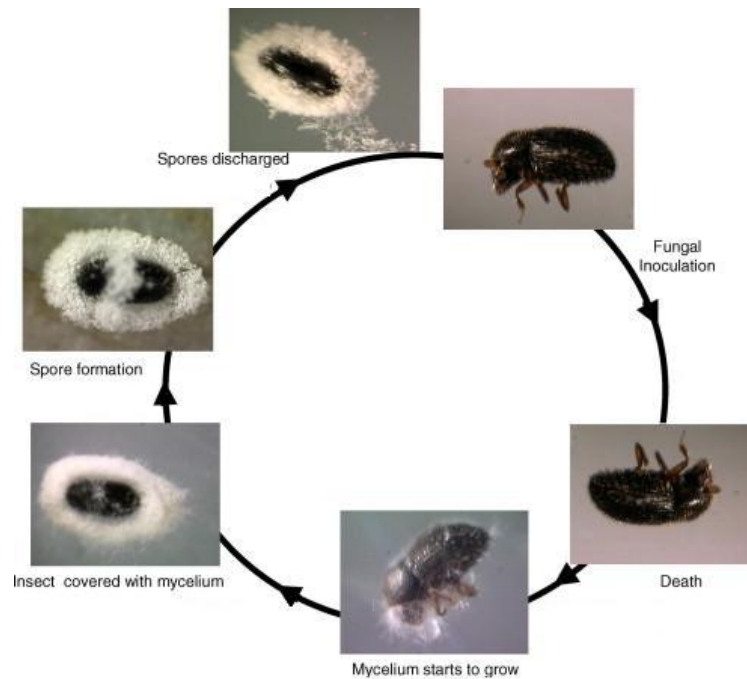 Spores discharged
Fungal
Inoculation
Spore formation
Insect covered with mycelium
Death
Mycelium starts to grow